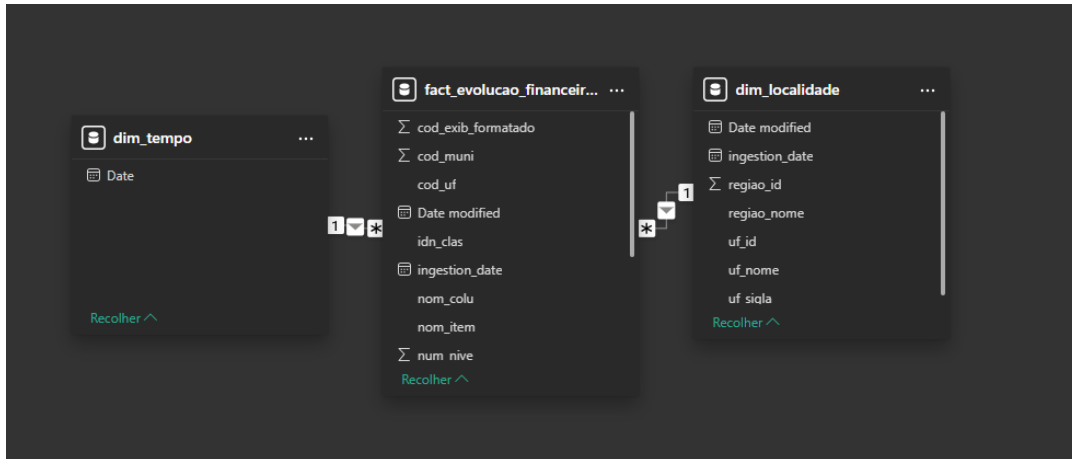 dim_tempo
Date
Recolher
1
*
fact_evolucao_financeir...
cod_exib_formatado
cod_muni
cod_uf
Date modified
idn_clas
ingestion_date
nom_colu
nom_item
num_nive
Recolher
*
1
dim_localidade
Date modified
ingestion_date
regiao_id
regiao_nome
uf_id
uf_nome
uf_sigla
Recolher